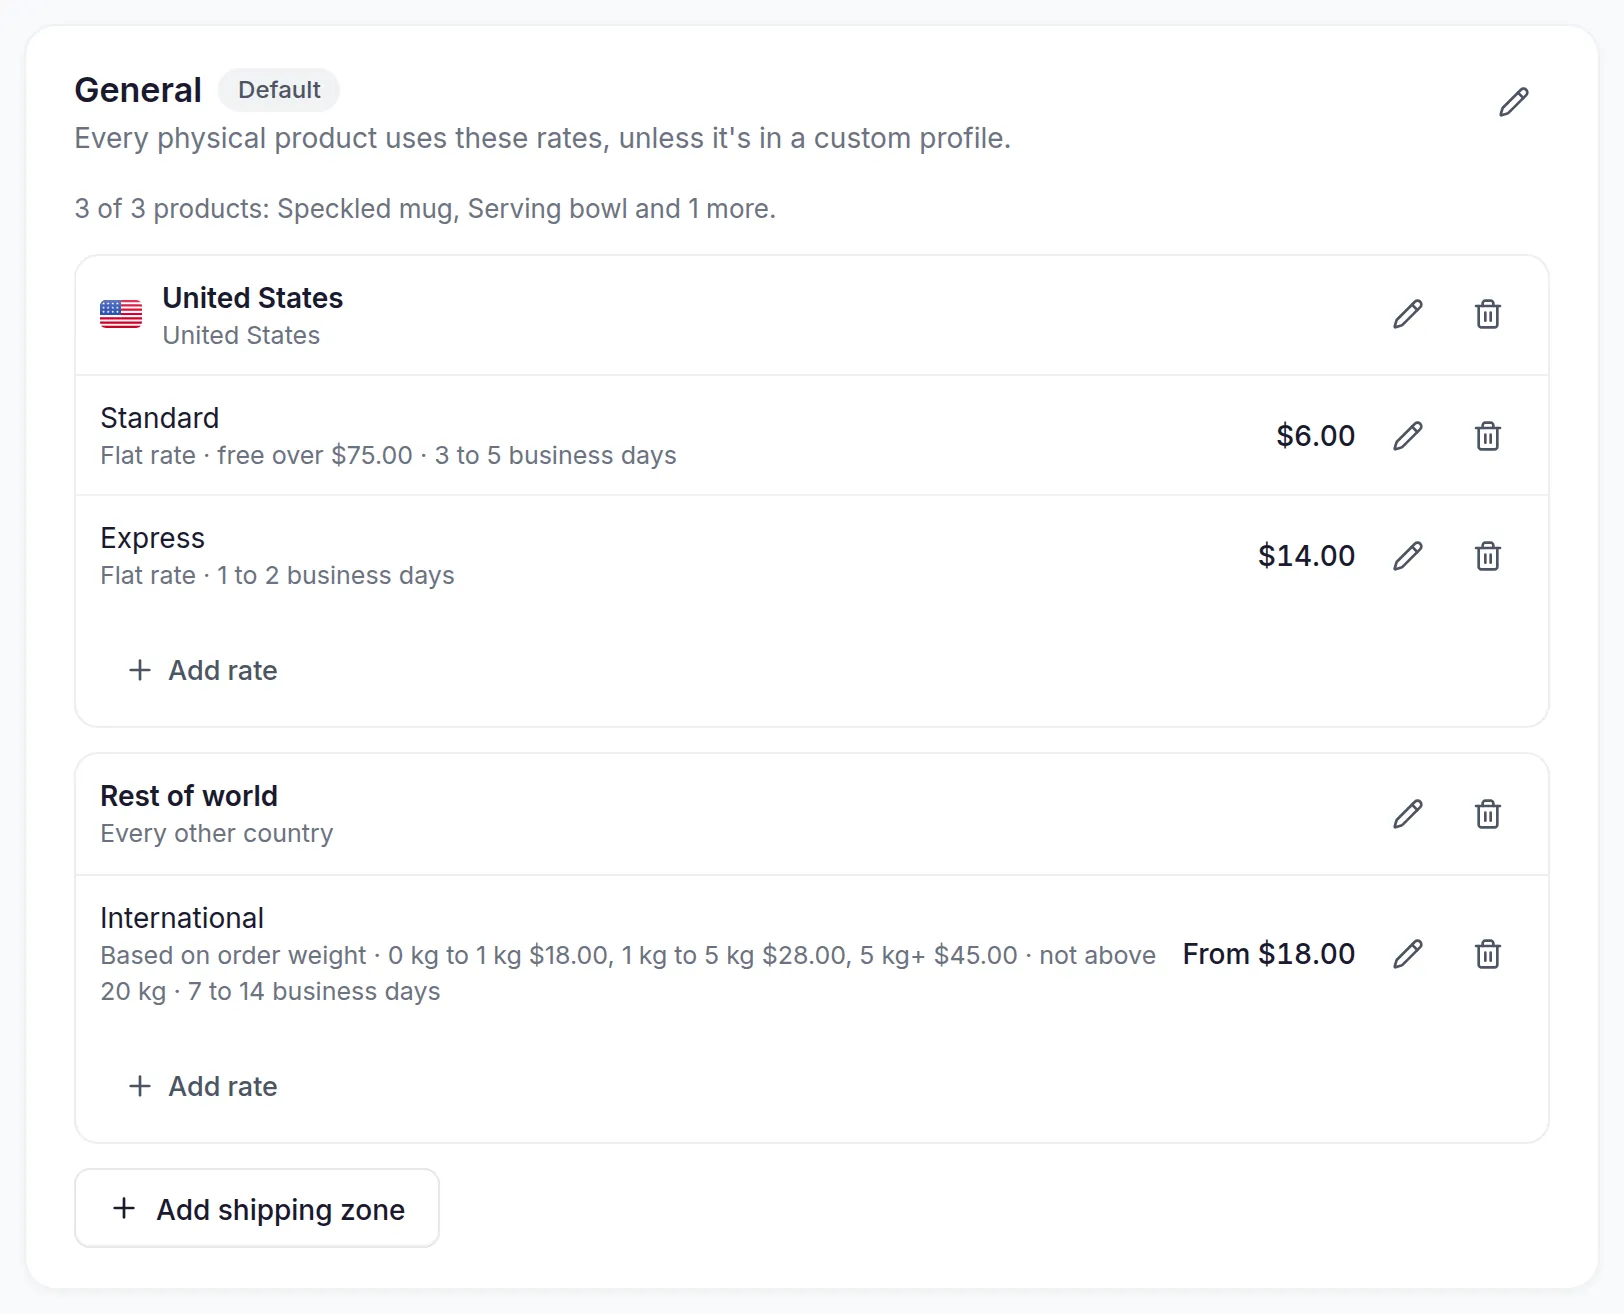 General Default
Every physical product uses these rates, unless it's in a custom profile.
3 of 3 products: Speckled mug, Serving bowl and 1 more.
United States
United States
Standard
Flat rate · free over $75.00 · 3 to 5 business days
$6.00
Express
Flat rate · 1 to 2 business days
$14.00
Add rate
Rest of world
Every other country
International
Based on order weight · 0 kg to 1 kg $18.00, 1 kg to 5 kg $28.00, 5 kg+ $45.00 · not above
20 kg · 7 to 14 business days
From $18.00
Add rate
Add shipping zone